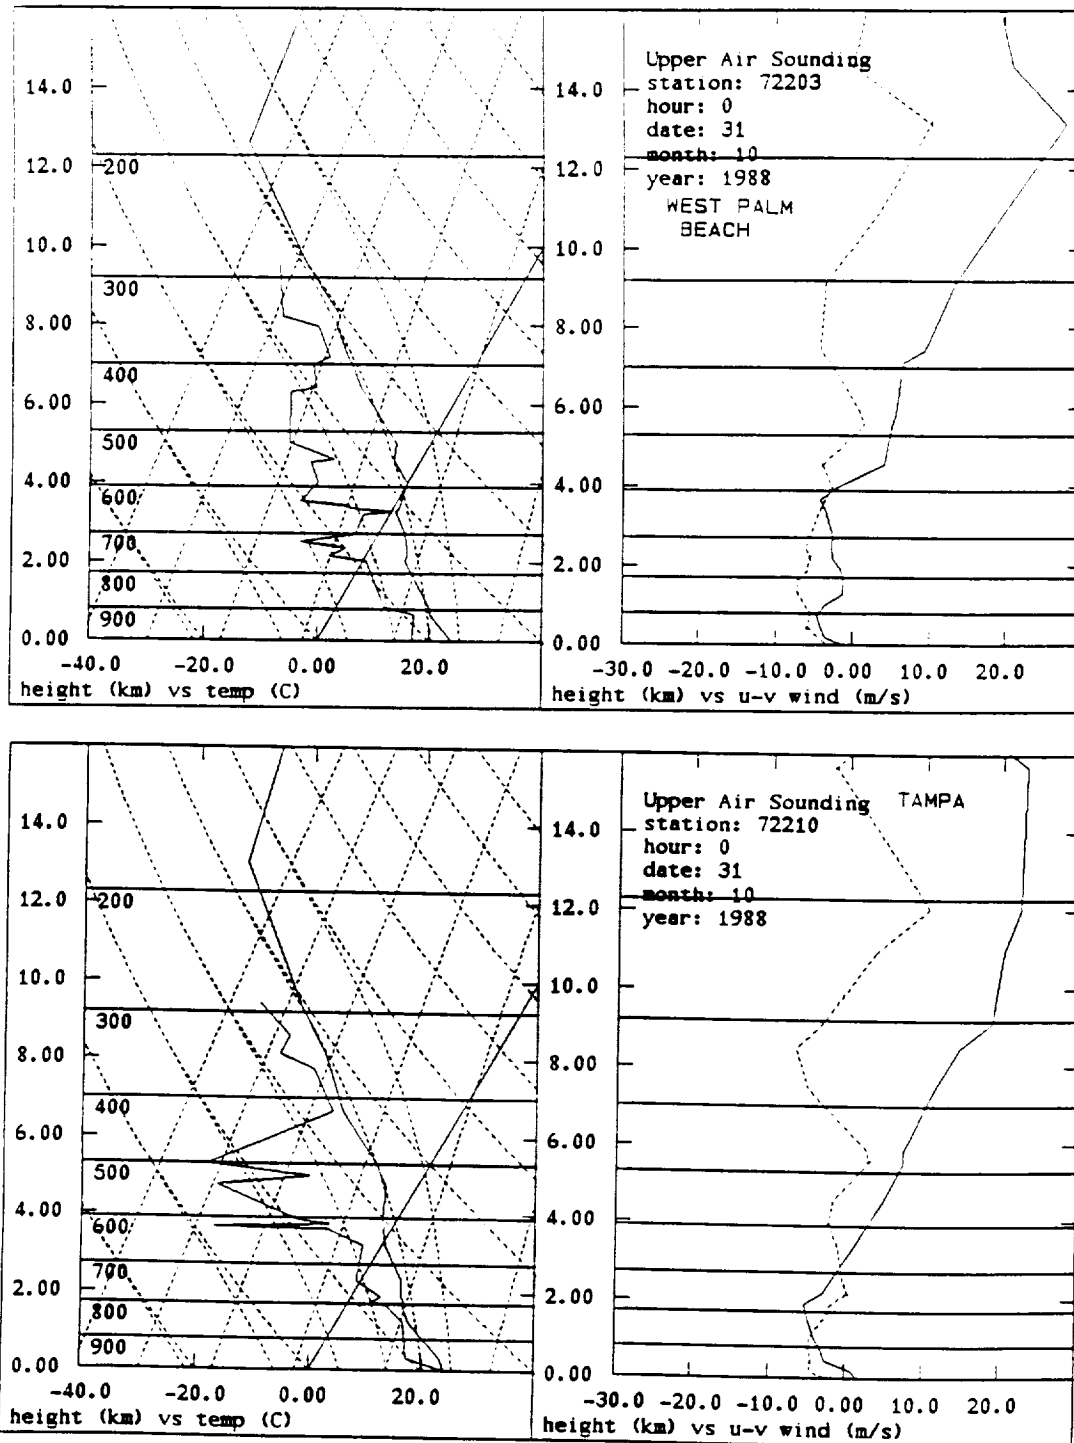 14.0
12.0
10.0
8.00
6.00
4.00
2.00
0.00
200
300
400
500
600
700
800
900
-40.0 -20.0 0.00 20.0
height (km) vs temp (C)
14.0
12.0
10.0
8.00
6.00
4.00
2.00
0.00
Upper Air Sounding
station: 72203
hour: 0
date: 31
month: 10
year: 1988
WEST PALM
BEACH
-30.0 -20.0 -10.0 0.00 10.0 20.0
height (km) vs u-v wind (m/s)
14.0
12.0
10.0
8.00
6.00
4.00
2.00
0.00
200
300
400
500
600
700
800
900
-40.0 -20.0 0.00 20.0
height (km) vs temp (C)
14.0
12.0
10.0
8.00
6.00
4.00
2.00
0.00
Upper Air Sounding TAMPA
station: 72210
hour: 0
date: 31
month: 10
year: 1988
-30.0 -20.0 -10.0 0.00 10.0 20.0
height (km) vs u-v wind (m/s)